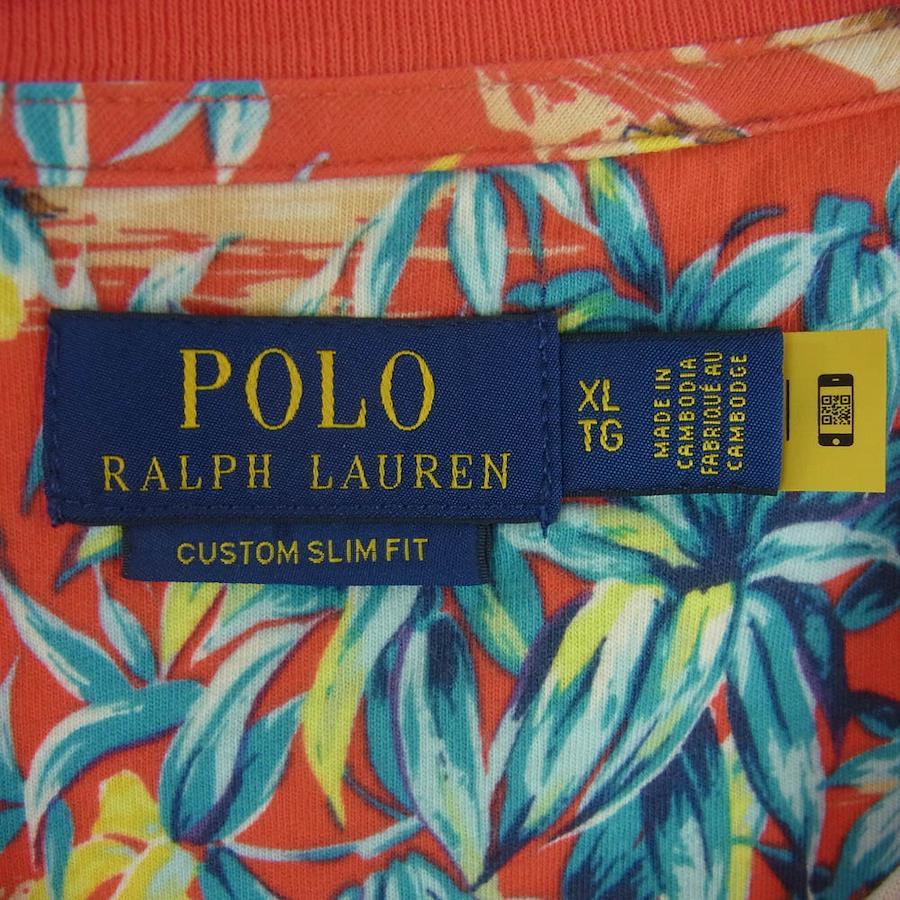 POLO
RALPH LAUREN
CUSTOM SLIM FIT
XL
TG
MADE IN
CAMBODIA
FABRIQUÉ AU
CAMBODGE